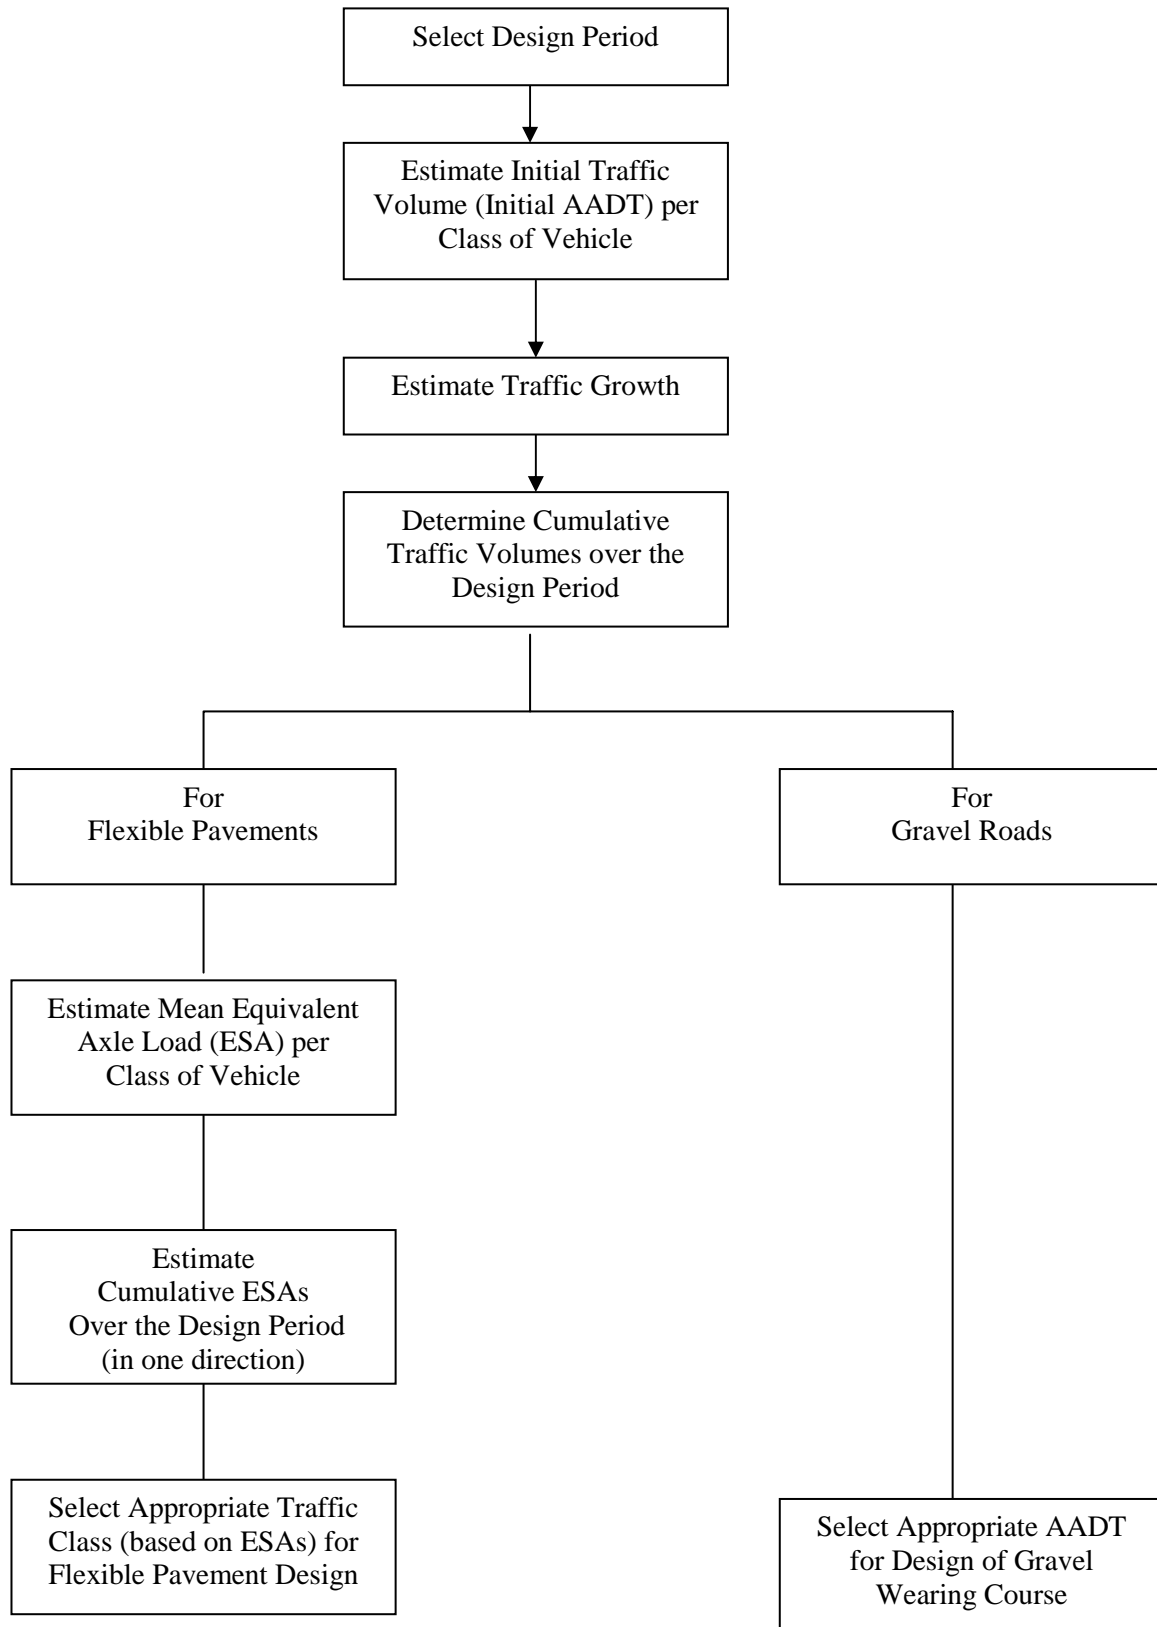 Select Design Period
Estimate Initial Traffic
Volume (Initial AADT) per
Class of Vehicle
Estimate Traffic Growth
Determine Cumulative
Traffic Volumes over the
Design Period
For
Flexible Pavements
For
Gravel Roads
Estimate Mean Equivalent
Axle Load (ESA) per
Class of Vehicle
Estimate
Cumulative ESAs
Over the Design Period
(in one direction)
Select Appropriate Traffic
Class (based on ESAs) for
Flexible Pavement Design
Select Appropriate AADT
for Design of Gravel
Wearing Course